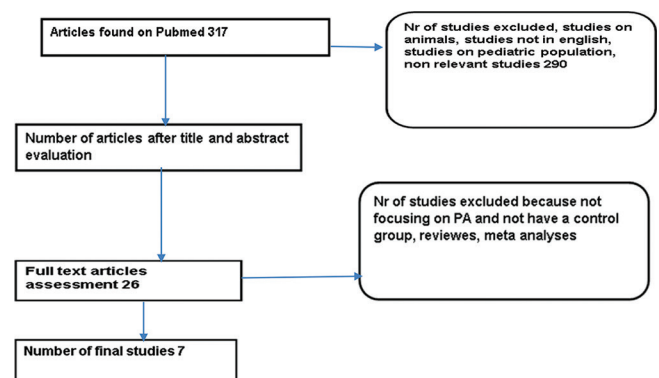 Articles found on Pubmed 317
Nr of studies excluded, studies on
animals, studies not in english,
studies on pediatric population,
non relevant studies 290
Number of articles after title and abstract
evaluation
Nr of studies excluded because not
focusing on PA and not have a control
group, reviewes, meta analyses
Full text articles
assessment 26
Number of final studies 7